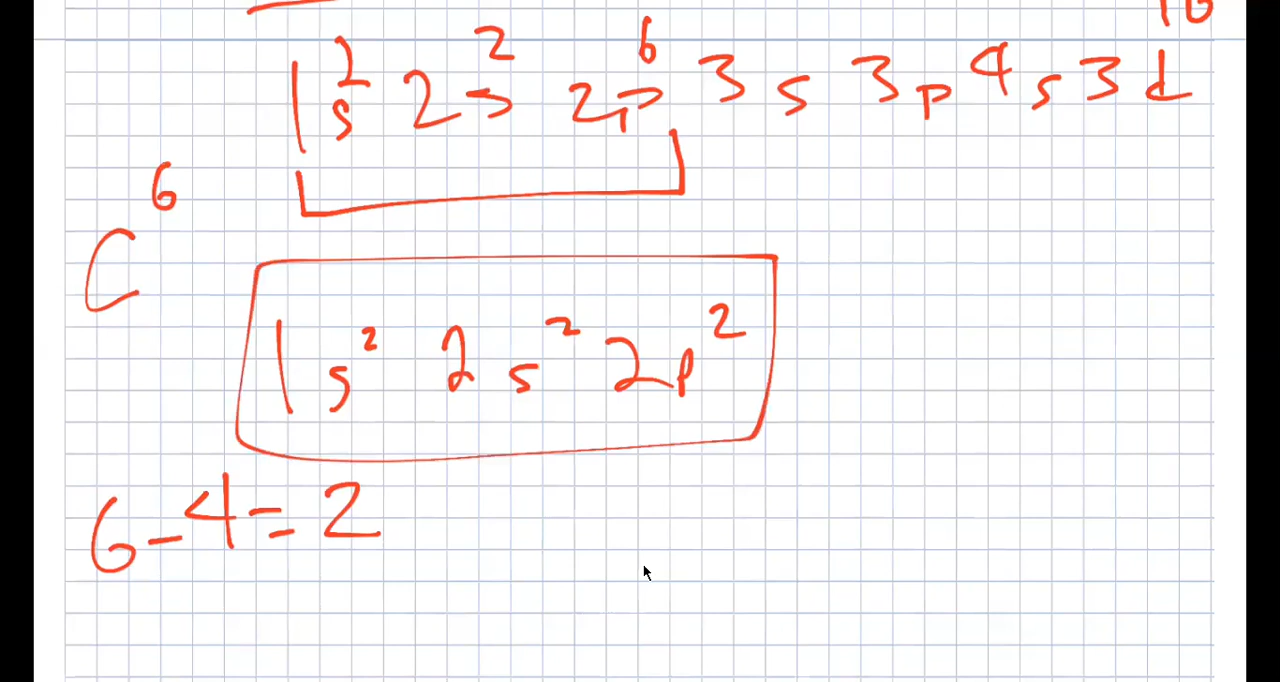 10
1s² 2s² 2p⁶ 3s 3p 4s 3d
C⁶
1s² 2s² 2p²
6-4=2